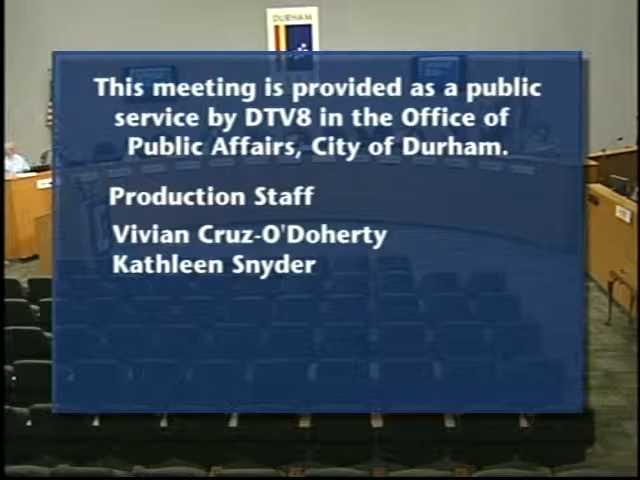 DURHAM
This meeting is provided as a public
service by DTV8 in the Office of
Public Affairs, City of Durham.
Production Staff
Vivian Cruz-O'Doherty
Kathleen Snyder